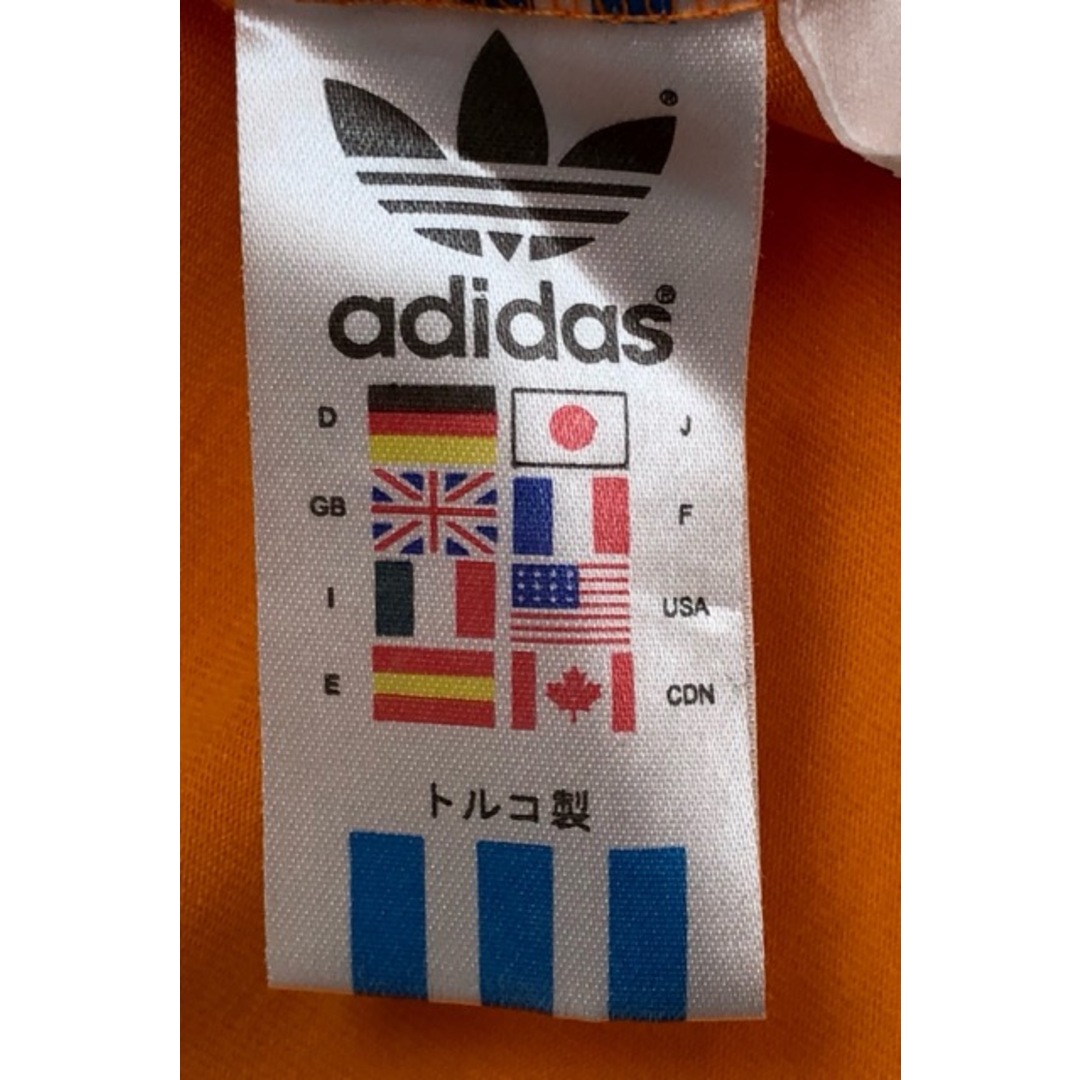 ®
adidas®
D J
GB F
I USA
E CDN
トルコ製